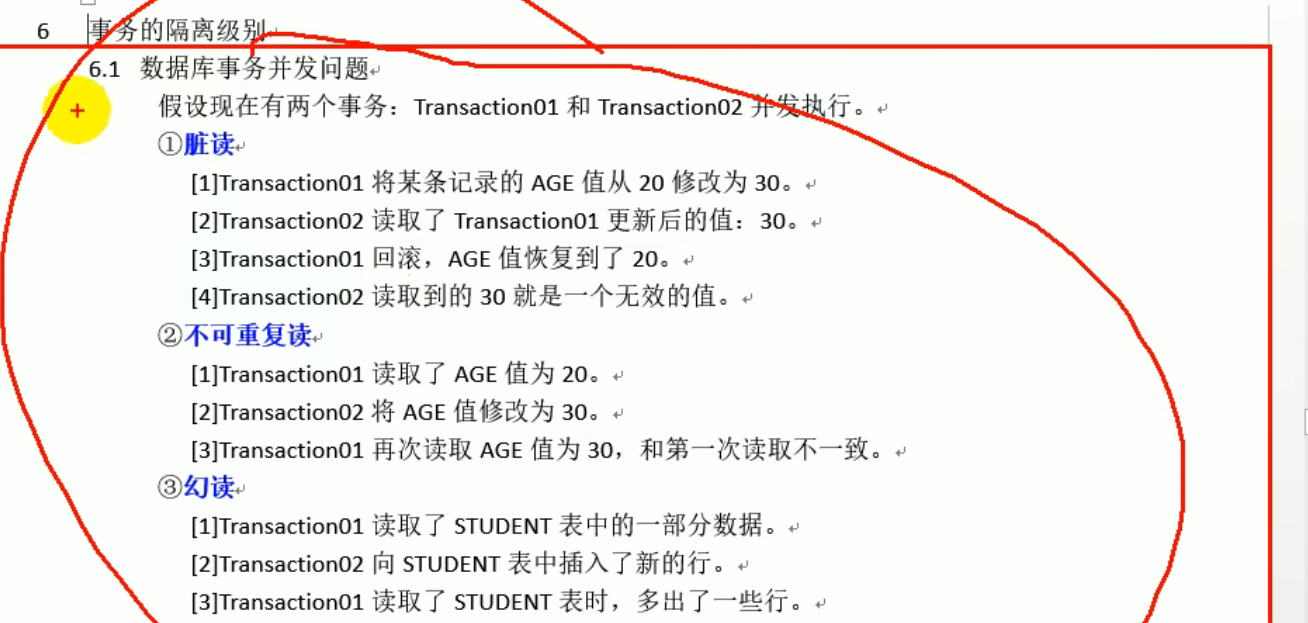 6 事务的隔离级别
6.1 数据库事务并发问题
假设现在有两个事务：Transaction01 和 Transaction02 并发执行。
①脏读
[1]Transaction01 将某条记录的 AGE 值从 20 修改为 30。
[2]Transaction02 读取了 Transaction01 更新后的值：30。
[3]Transaction01 回滚，AGE 值恢复到了 20。
[4]Transaction02 读取到的 30 就是一个无效的值。
②不可重复读
[1]Transaction01 读取了 AGE 值为 20。
[2]Transaction02 将 AGE 值修改为 30。
[3]Transaction01 再次读取 AGE 值为 30，和第一次读取不一致。
③幻读
[1]Transaction01 读取了 STUDENT 表中的一部分数据。
[2]Transaction02 向 STUDENT 表中插入了新的行。
[3]Transaction01 读取了 STUDENT 表时，多出了一些行。